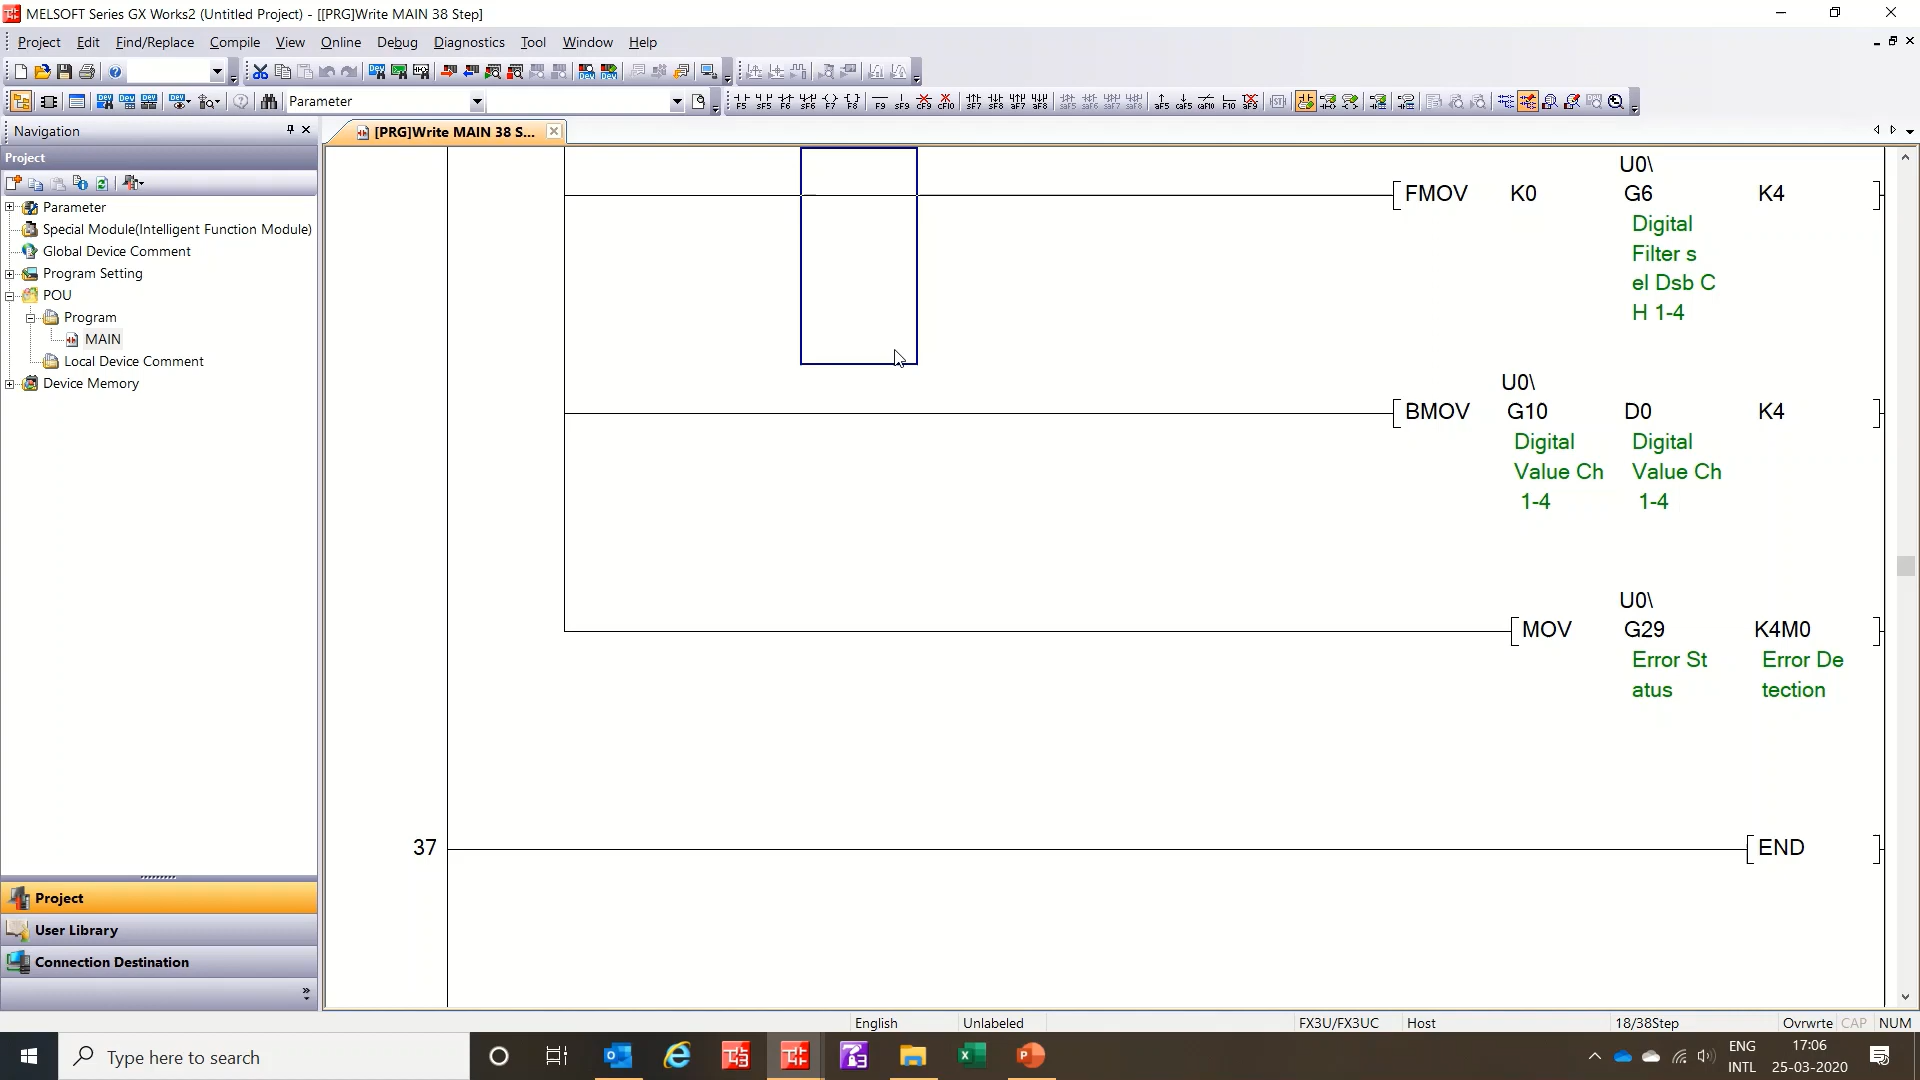 MELSOFT Series GX Works2 (Untitled Project) - [[PRG]Write MAIN 38 Step]
Project Edit Find/Replace Compile View Online Debug Diagnostics Tool Window Help
Parameter
Navigation
[PRG]Write MAIN 38 S...
Project
Parameter
Special Module(Intelligent Function Module)
Global Device Comment
Program Setting
POU
Program
MAIN
Local Device Comment
Device Memory
Project
User Library
Connection Destination
U0\
FMOV K0 G6 K4
Digital
Filter s
el Dsb C
H 1-4
U0\
BMOV G10 D0 K4
Digital Digital
Value Ch Value Ch
1-4 1-4
U0\
MOV G29 K4M0
Error St Error De
atus tection
37 END
English Unlabeled FX3U/FX3UC Host 18/38Step Ovrwrte CAP NUM
Type here to search
ENG 17:06
INTL 25-03-2020